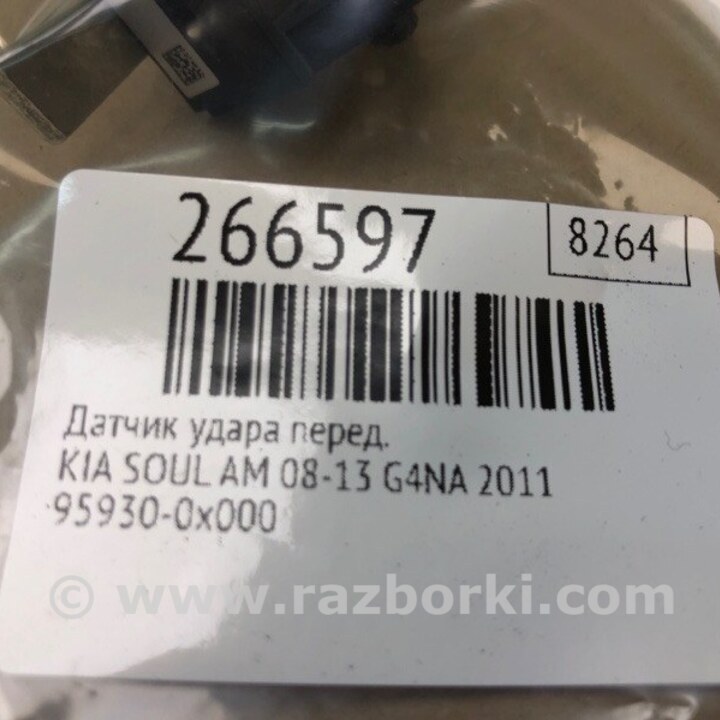 266597
8264
Датчик удара перед.
KIA SOUL AM 08-13 G4NA 2011
95930-0x000
© www.razborki.com